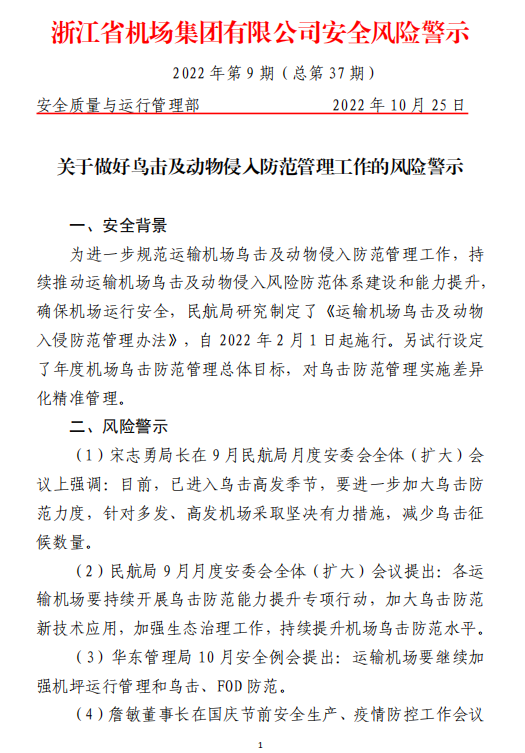 浙江省机场集团有限公司安全风险警示
2022 年第 9 期（总第 37 期）
安全质量与运行管理部 2022 年 10 月 25 日
关于做好鸟击及动物侵入防范管理工作的风险警示
一、安全背景
为进一步规范运输机场鸟击及动物侵入防范管理工作，持
续推动运输机场鸟击及动物侵入风险防范体系建设和能力提升，
确保机场运行安全，民航局研究制定了《运输机场鸟击及动物
入侵防范管理办法》，自 2022 年 2 月 1 日起施行。另试行设定
了年度机场鸟击防范管理总体目标，对鸟击防范管理实施差异
化精准管理。
二、风险警示
（1）宋志勇局长在 9 月民航局月度安委会全体（扩大）会
议上强调：目前，已进入鸟击高发季节，要进一步加大鸟击防
范力度，针对多发、高发机场采取坚决有力措施，减少鸟击征
候数量。
（2）民航局 9 月月度安委会全体（扩大）会议提出：各运
输机场要持续开展鸟击防范能力提升专项行动，加大鸟击防范
新技术应用，加强生态治理工作，持续提升机场鸟击防范水平。
（3）华东管理局 10 月安全例会提出：运输机场要继续加
强机坪运行管理和鸟击、FOD 防范。
（4）詹敏董事长在国庆节前安全生产、疫情防控工作会议
1